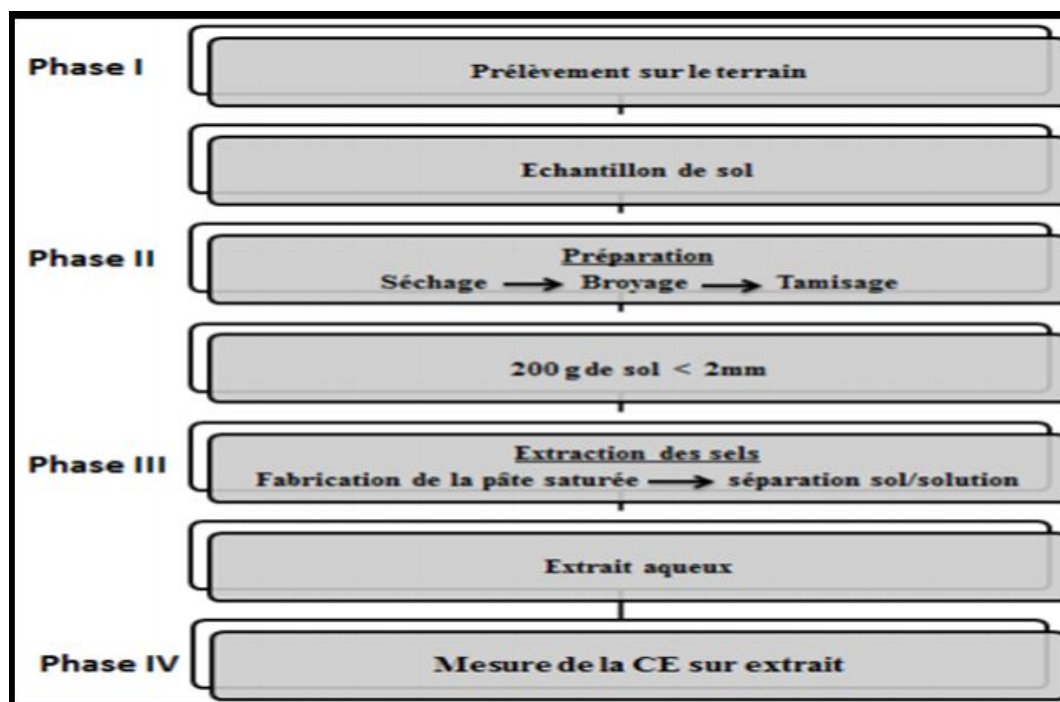 Phase I
Prélèvement sur le terrain
Echantillon de sol
Phase II
Préparation
Séchage → Broyage → Tamisage
200 g de sol < 2mm
Phase III
Extraction des sels
Fabrication de la pâte saturée → séparation sol/solution
Extrait aqueux
Phase IV
Mesure de la CE sur extrait